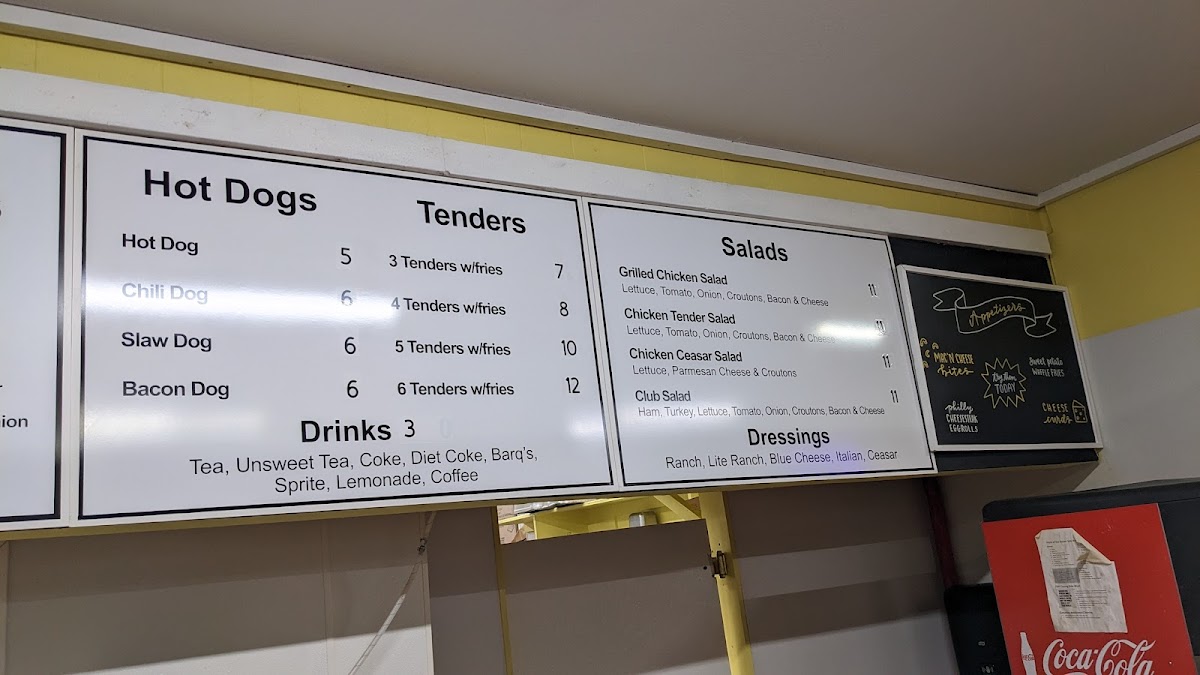 ion
Hot Dogs
Hot Dog 5
Chili Dog 6
Slaw Dog 6
Bacon Dog 6
Tenders
3 Tenders w/fries 7
4 Tenders w/fries 8
5 Tenders w/fries 10
6 Tenders w/fries 12
Drinks 3
Tea, Unsweet Tea, Coke, Diet Coke, Barq's,
Sprite, Lemonade, Coffee
Salads
Grilled Chicken Salad 11
Lettuce, Tomato, Onion, Croutons, Bacon & Cheese
Chicken Tender Salad 11
Lettuce, Tomato, Onion, Croutons, Bacon & Cheese
Chicken Ceasar Salad 11
Lettuce, Parmesan Cheese & Croutons
Club Salad 11
Ham, Turkey, Lettuce, Tomato, Onion, Croutons, Bacon & Cheese
Dressings
Ranch, Lite Ranch, Blue Cheese, Italian, Ceasar
Appetizers
MAC'N CHEESE
bites
Try Them
TODAY
Sweet potato
WAFFLE FRIES
philly
CHEESESTEAK
EGGROLLS
CHEESE
curds
Coca-Cola